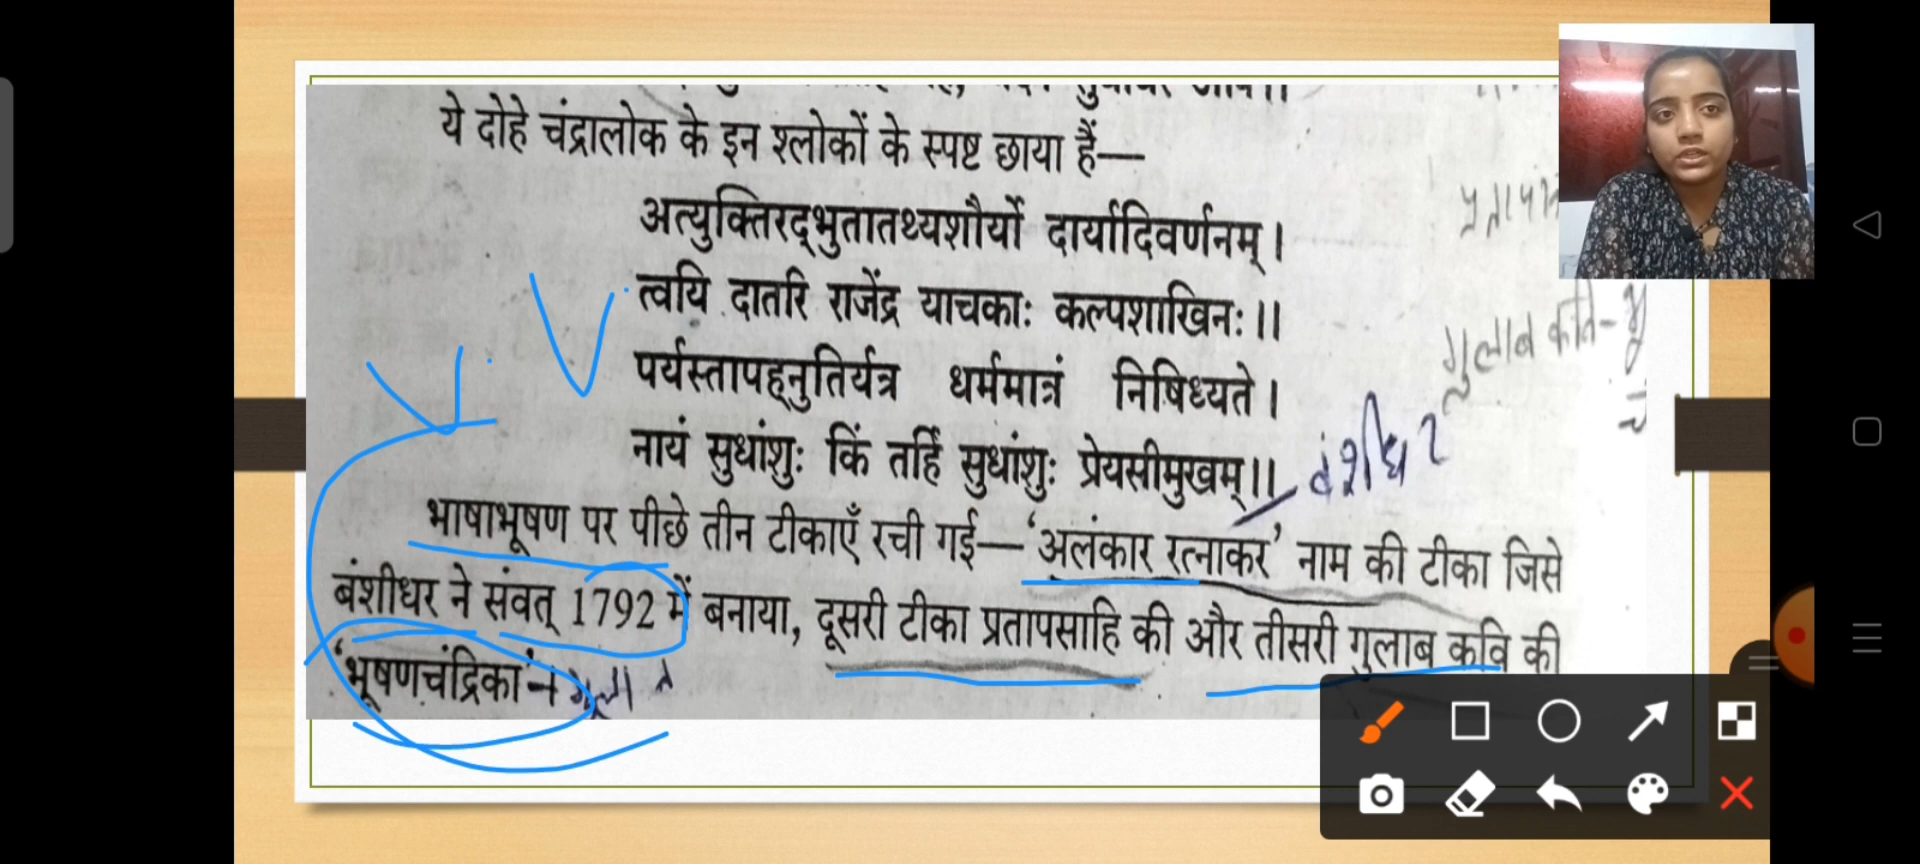 ये दोहे चंद्रालोक के इन श्लोकों के स्पष्ट छाया हैं—
अत्युक्तिरद्भुतातथ्यशौर्यो दार्यादिवर्णनम्।
त्वयि दातरि राजेंद्र याचकाः कल्पशाखिनः।।
पर्यस्तापह्नुतिर्यत्र धर्ममात्रं निषिध्यते।
गुलाब कवि-
नायं सुधांशुः किं तर्हि सुधांशुः प्रेयसीमुखम्।।
वंशीधर
भाषाभूषण पर पीछे तीन टीकाएँ रची गई—‘अलंकार रत्नाकर’ नाम की टीका जिसे
बंशीधर ने संवत् 1792 में बनाया, दूसरी टीका प्रतापसाहि की और तीसरी गुलाब कवि की
‘भूषणचंद्रिका’